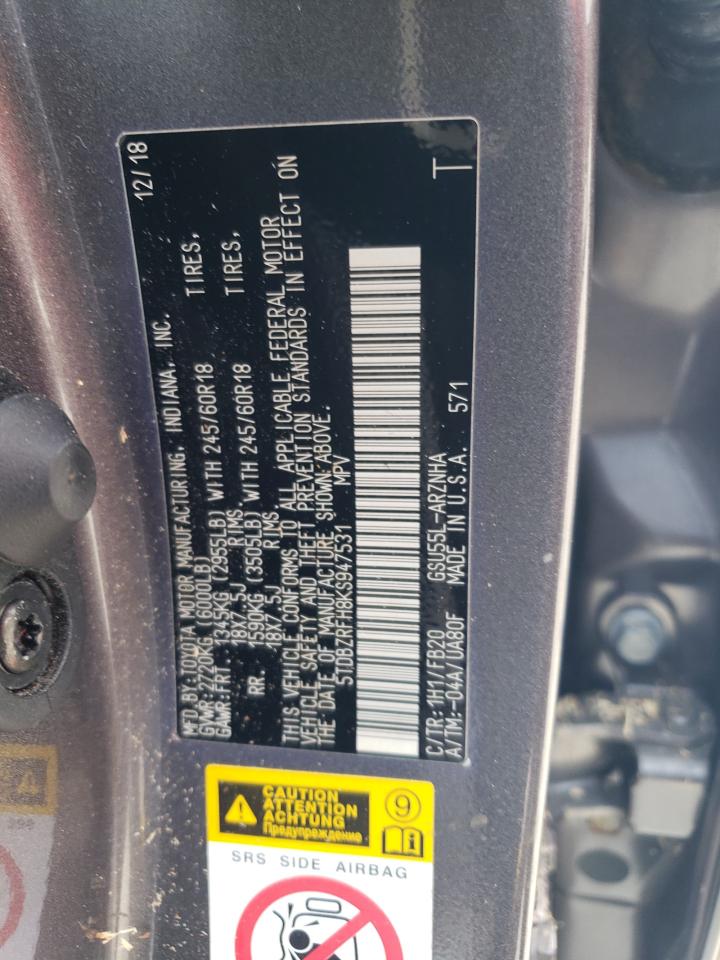 MFD BY:TOYOTA MOTOR MANUFACTURING, INDIANA, INC. 12/18
GVWR:2720KG(6000LB)
GAWR:FRT. 1345KG (2955LB) WITH 245/60R18 TIRES,
18X7.5J RIMS.
RR. 1590KG (3505LB) WITH 245/60R18 TIRES,
18X7.5J RIMS.
THIS VEHICLE CONFORMS TO ALL APPLICABLE FEDERAL MOTOR
VEHICLE SAFETY AND THEFT PREVENTION STANDARDS IN EFFECT ON
THE DATE OF MANUFACTURE SHOWN ABOVE.
5TDBZRFH8KS947531 MPV
C/TR:1H1/FB20 GSU55L-ARZNHA
A/TM:-04A/UA80F MADE IN U.S.A. 571 T
CAUTION
ATTENTION
ACHTUNG
Предупреждение
9
i
SRS SIDE AIRBAG